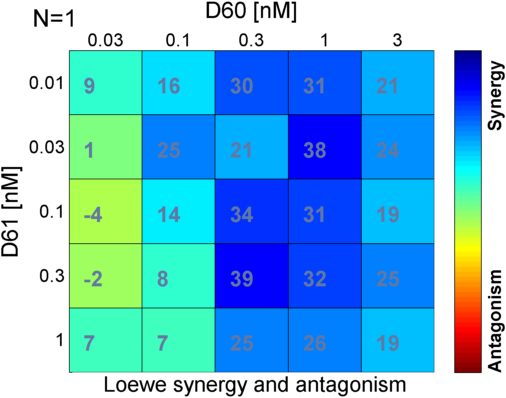 N=1
D60 [nM]
0.03 0.1 0.3 1 3
D61 [nM]
0.01 9 16 30 31 21
0.03 1 25 21 38 24
0.1 -4 14 34 31 19
0.3 -2 8 39 32 25
1 7 7 25 26 19
Synergy
Antagonism
Loewe synergy and antagonism